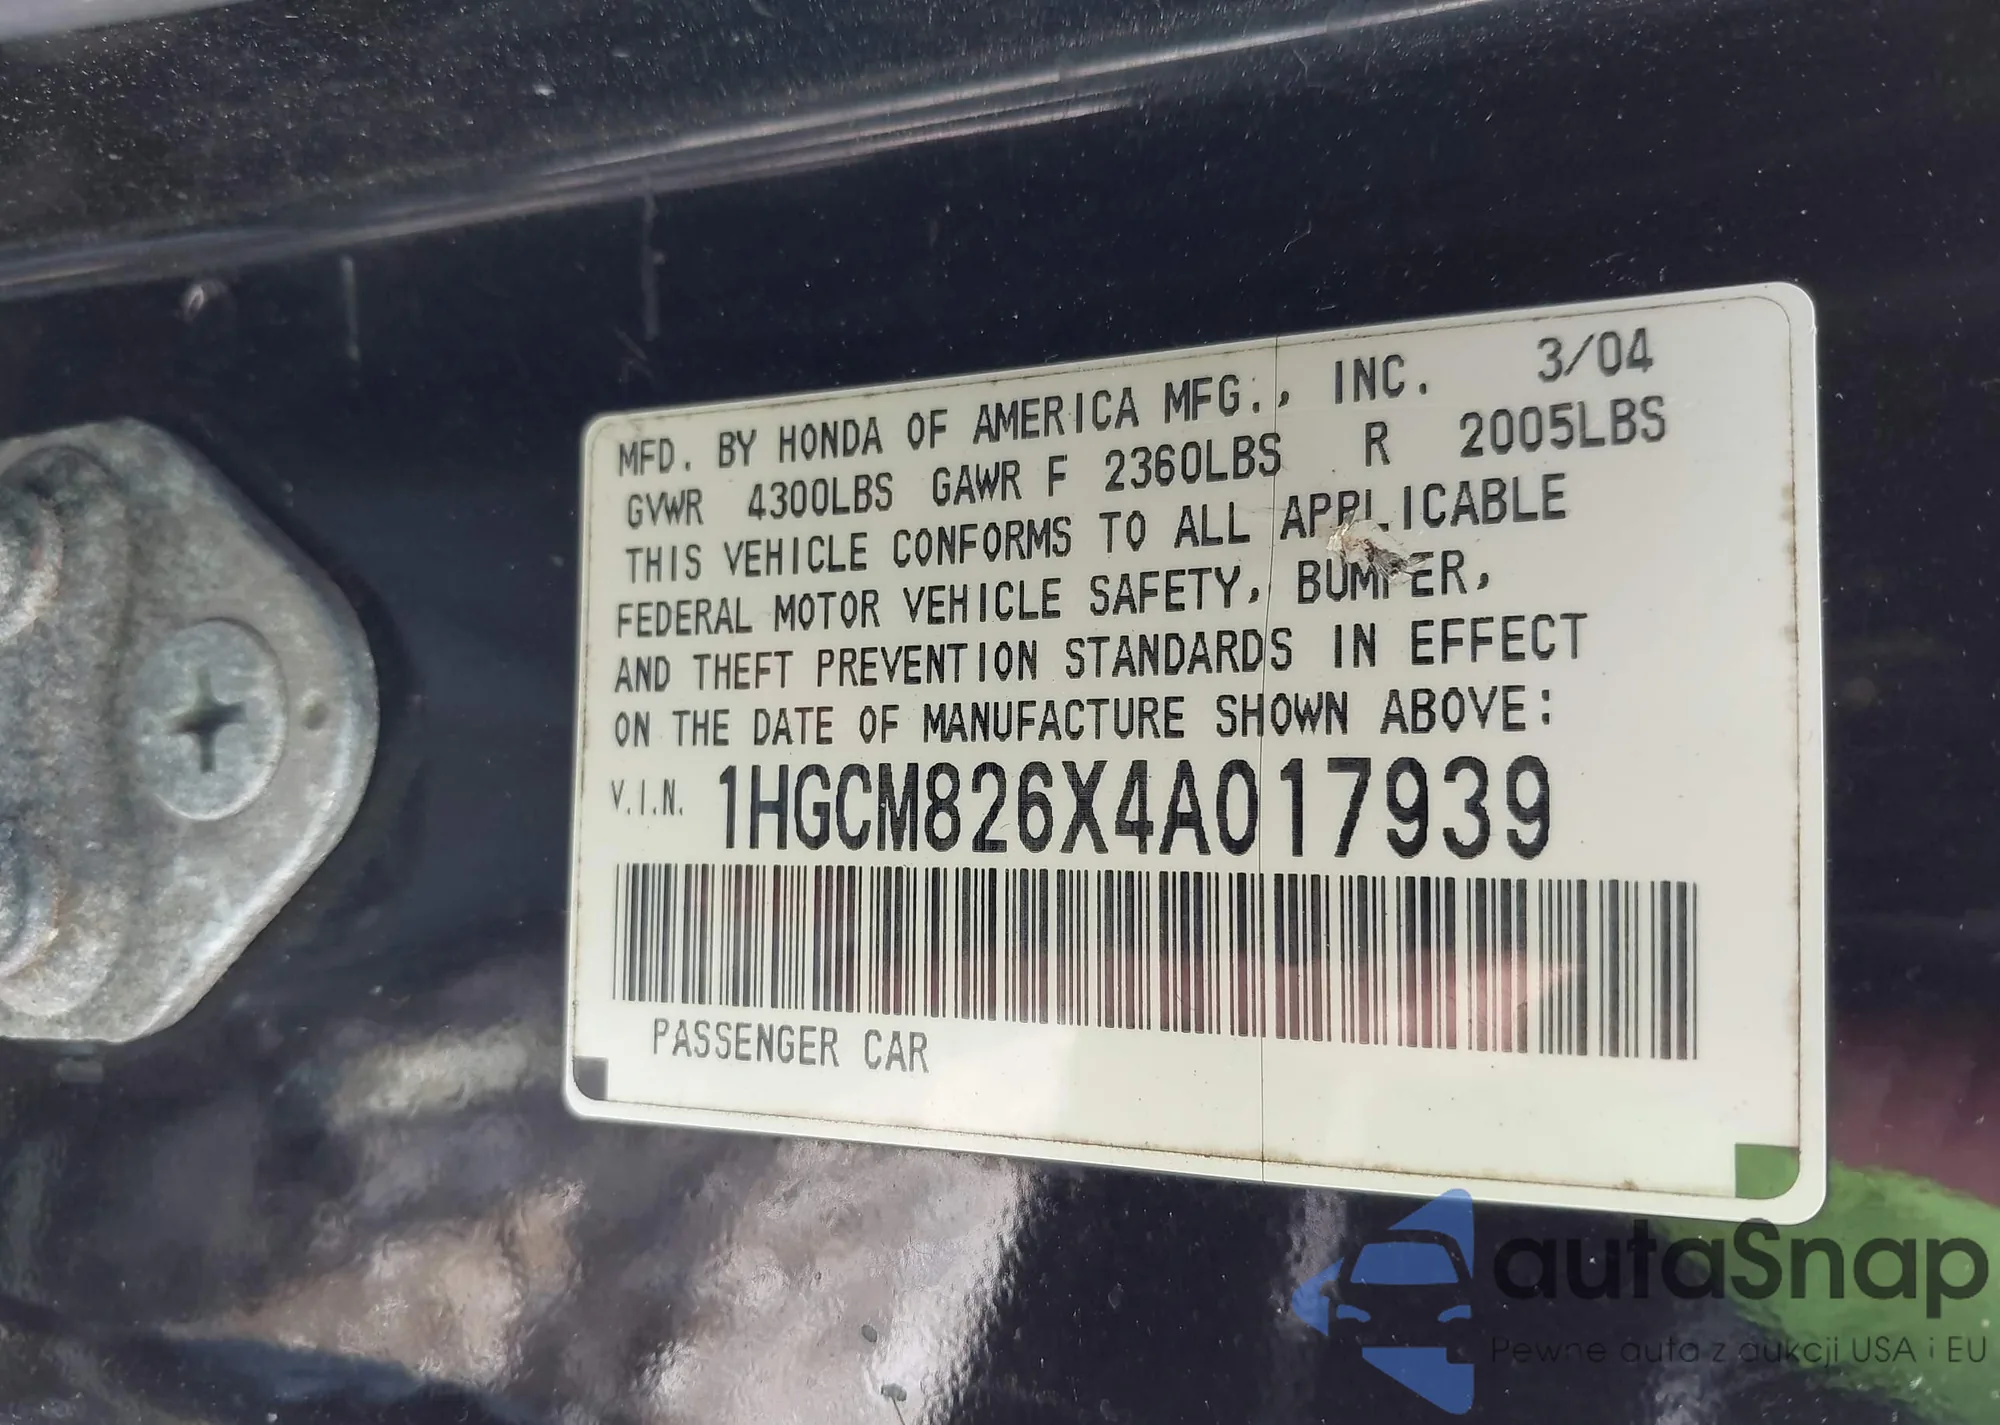 MFD. BY HONDA OF AMERICA MFG., INC. 3/04
GVWR 4300LBS GAWR F 2360LBS R 2005LBS
THIS VEHICLE CONFORMS TO ALL APPLICABLE
FEDERAL MOTOR VEHICLE SAFETY, BUMPER,
AND THEFT PREVENTION STANDARDS IN EFFECT
ON THE DATE OF MANUFACTURE SHOWN ABOVE:
V.I.N. 1HGCM826X4A017939
PASSENGER CAR
autaSnap
Pewne auta z aukcji USA i EU